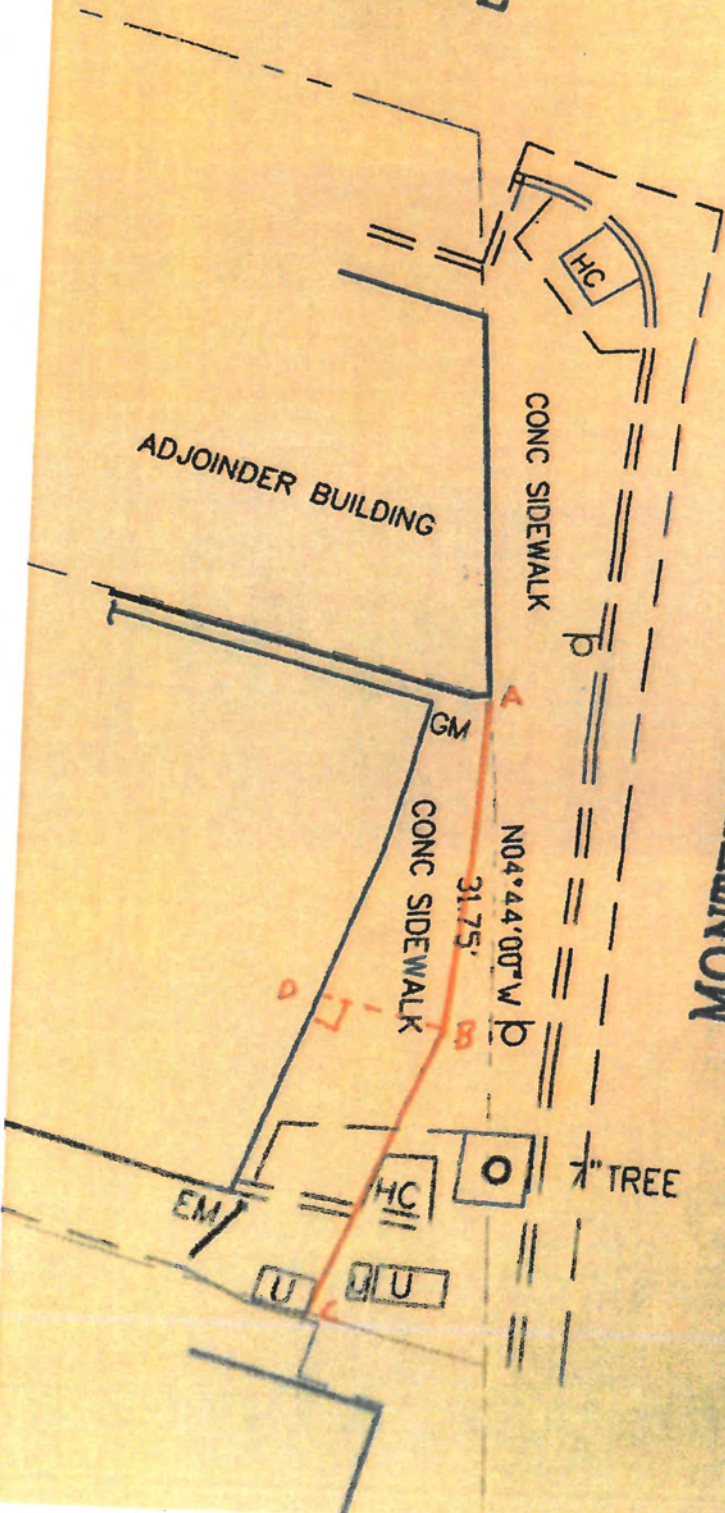 HC
CONC SIDEWALK
ADJOINDER BUILDING
A
GM
CONC SIDEWALK
N04°44'00"W
31.75'
D
B
TREE
HC
EM
U
U
C